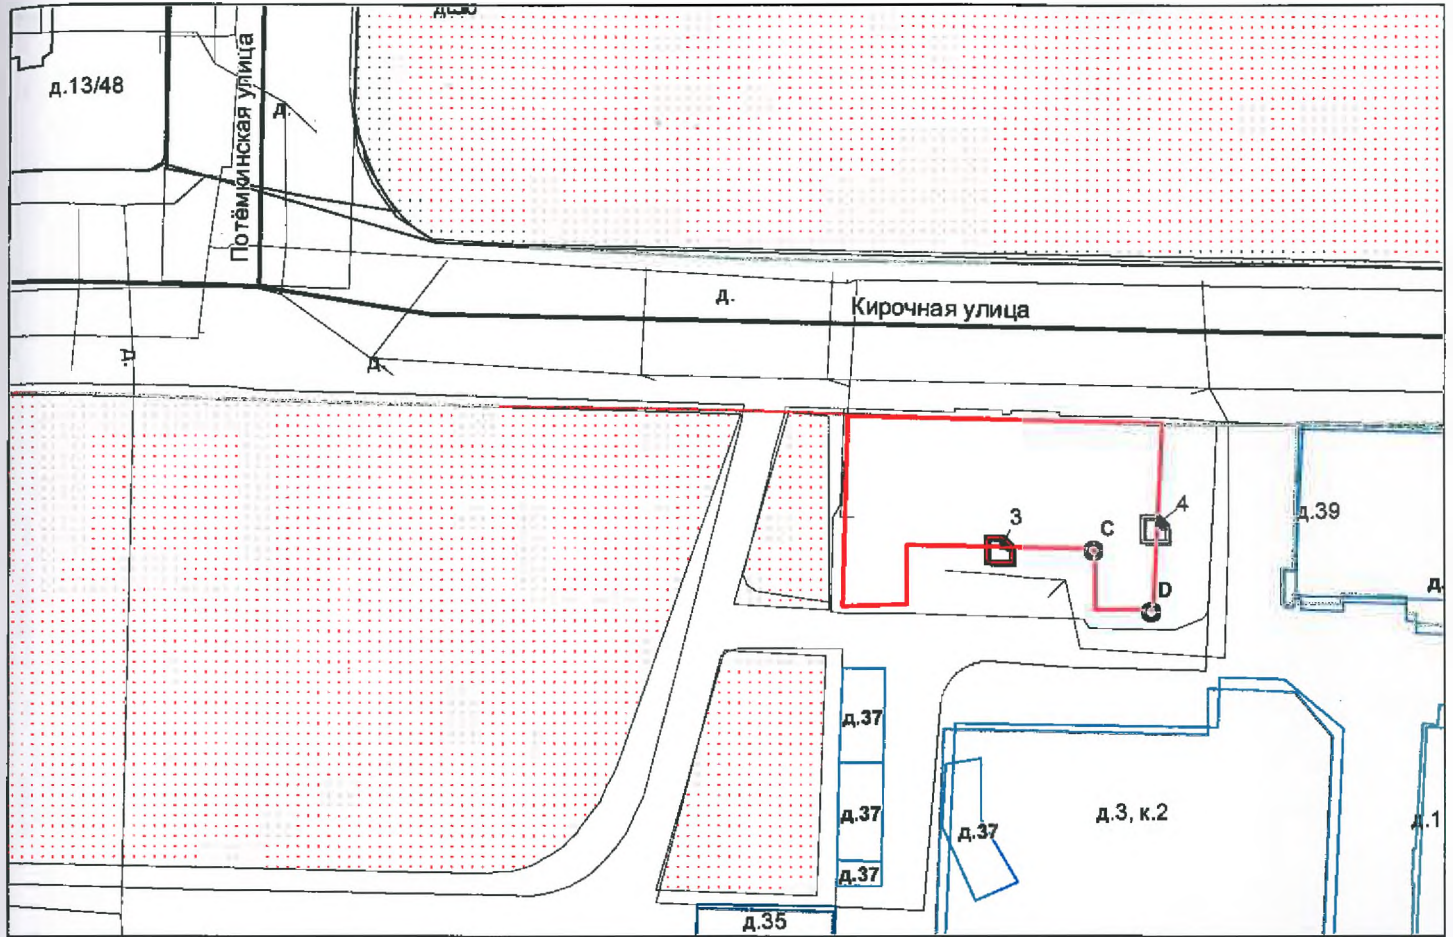 д.13/48
Потёмкинская улица
д.
д.
Кирочная улица
д.
д.
3
C
4
D
д.39
д.
д.37
д.37
д.37
д.37
д.3, к.2
д.1
д.35